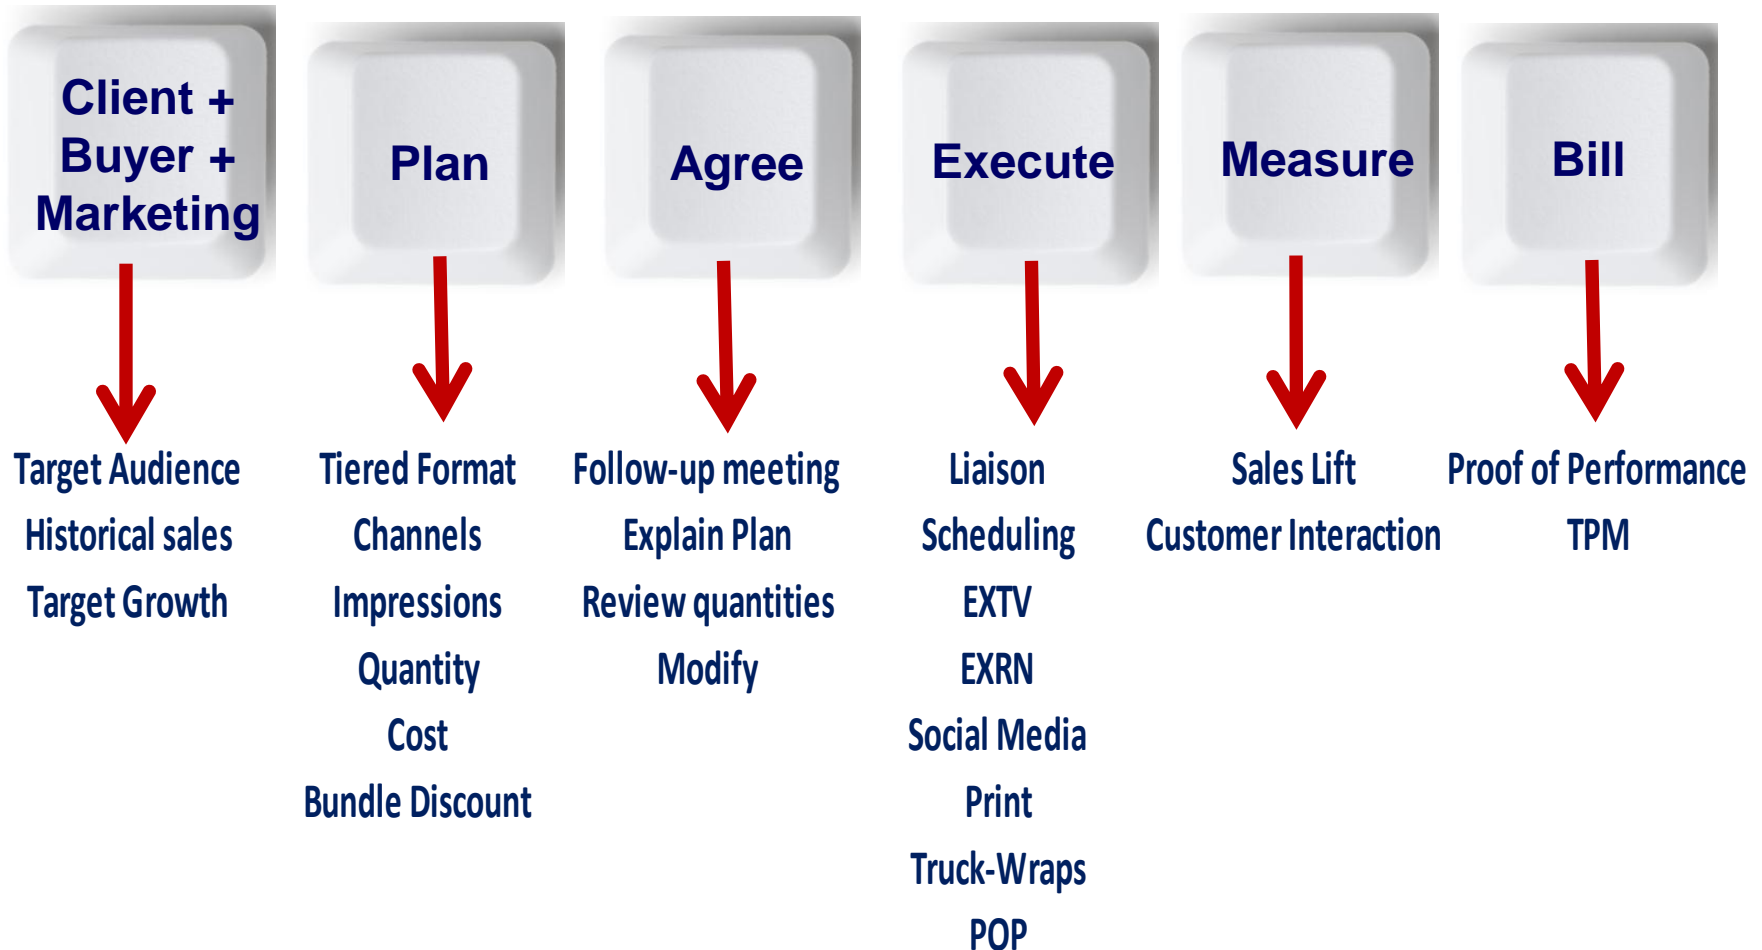 Client +
Buyer +
Marketing
Plan
Agree
Execute
Measure
Bill
Target Audience
Historical sales
Target Growth
Tiered Format
Channels
Impressions
Quantity
Cost
Bundle Discount
Follow-up meeting
Explain Plan
Review quantities
Modify
Liaison
Scheduling
EXTV
EXRN
Social Media
Print
Truck-Wraps
POP
Sales Lift
Customer Interaction
Proof of Performance
TPM